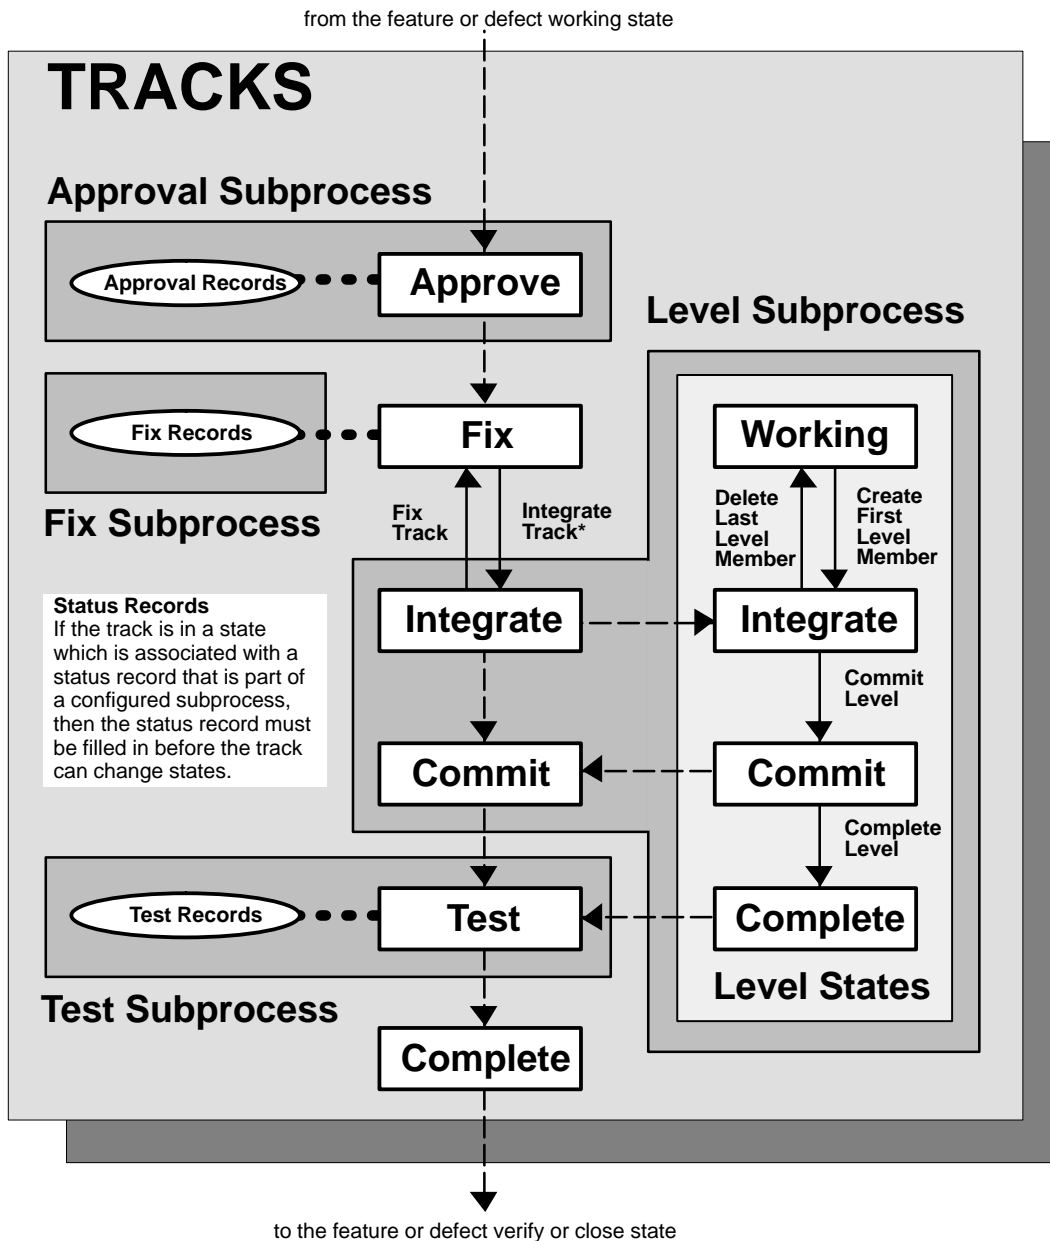 from the feature or defect working state
TRACKS
Approval Subprocess
Approval Records
Approve
Level Subprocess
Fix Records
Fix
Working
Fix Subprocess
Fix
Track
Integrate
Track*
Delete
Last
Level
Member
Create
First
Level
Member
Integrate
Integrate
Status Records
If the track is in a state
which is associated with a
status record that is part of
a configured subprocess,
then the status record must
be filled in before the track
can change states.
Commit
Level
Commit
Commit
Complete
Level
Test Records
Test
Complete
Level States
Test Subprocess
Complete
to the feature or defect verify or close state